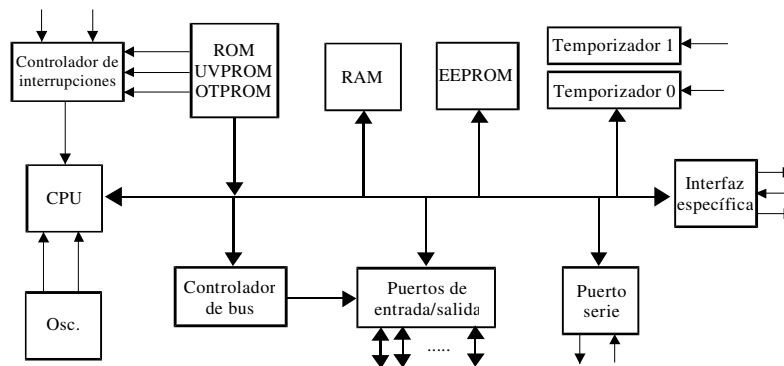 Controlador de
interrupciones
ROM
UVPROM
OTPROM
RAM
EEPROM
Temporizador 1
Temporizador 0
CPU
Interfaz
específica
Controlador
de bus
Puertos de
entrada/salida
Puerto
serie
Osc.
.....